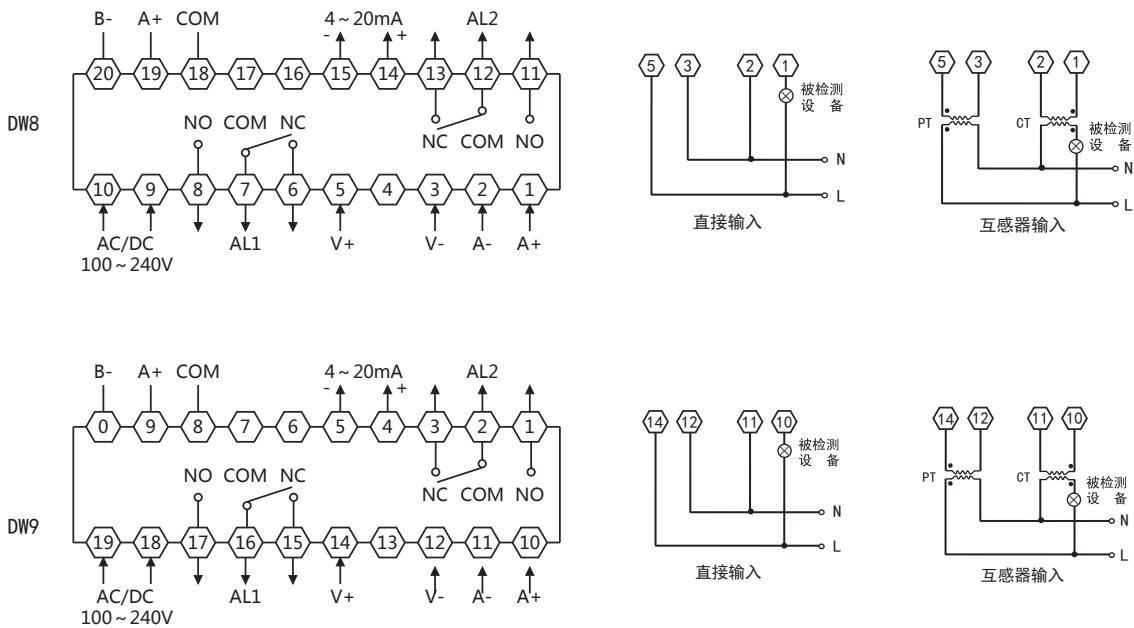 B- A+ COM 4～20mA AL2
- +
20 19 18 17 16 15 14 13 12 11
DW8
NO COM NC
NC COM NO
10 9 8 7 6 5 4 3 2 1
AC/DC AL1 V+ V- A- A+
100～240V
5 3 2 1
被检测
设 备
N
L
直接输入
5 3 2 1
PT CT
被检测
设 备
N
L
互感器输入
B- A+ COM 4～20mA AL2
- +
0 9 8 7 6 5 4 3 2 1
DW9
NO COM NC
NC COM NO
19 18 17 16 15 14 13 12 11 10
AC/DC AL1 V+ V- A- A+
100～240V
14 12 11 10
被检测
设 备
N
L
直接输入
14 12 11 10
PT CT
被检测
设 备
N
L
互感器输入